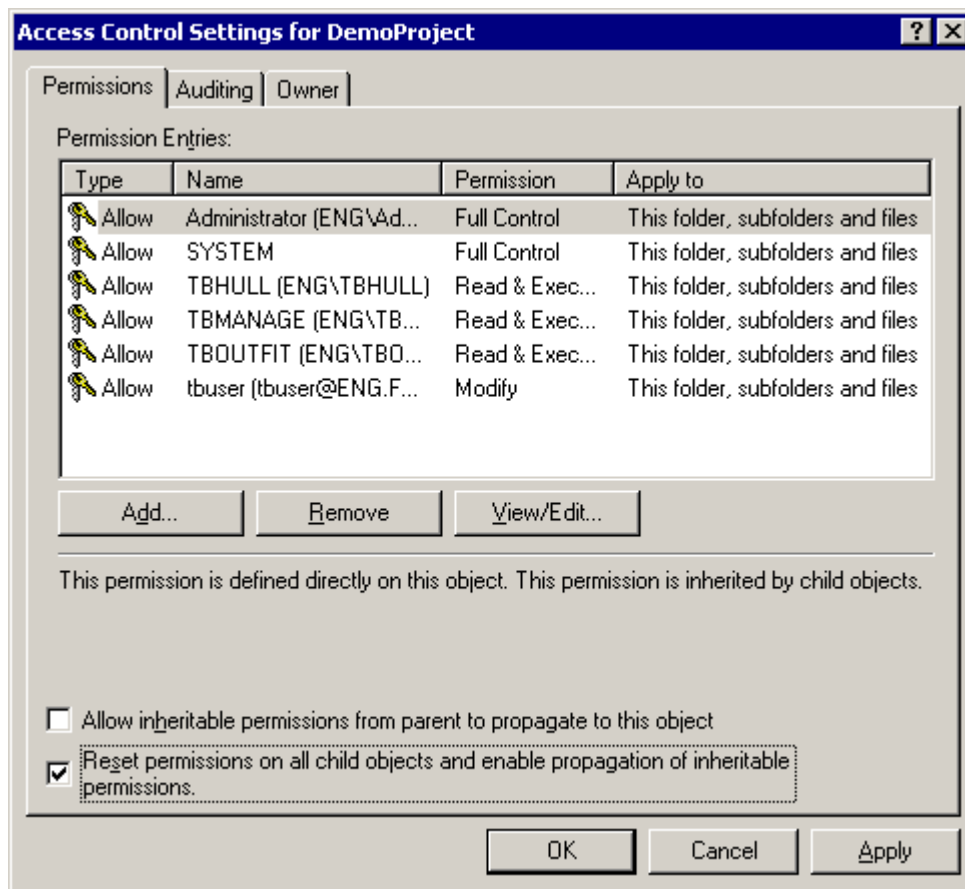 Access Control Settings for DemoProject
Permissions Auditing Owner
Permission Entries:
Type Name Permission Apply to
Allow Administrator (ENG\Ad... Full Control This folder, subfolders and files
Allow SYSTEM Full Control This folder, subfolders and files
Allow TBHULL (ENG\TBHULL) Read & Exec... This folder, subfolders and files
Allow TBMANAGE (ENG\TB... Read & Exec... This folder, subfolders and files
Allow TBOUTFIT (ENG\TBO... Read & Exec... This folder, subfolders and files
Allow tbuser (tbuser@ENG.F... Modify This folder, subfolders and files
Add... Remove View/Edit...
This permission is defined directly on this object. This permission is inherited by child objects.
Allow inheritable permissions from parent to propagate to this object
Reset permissions on all child objects and enable propagation of inheritable
permissions.
OK Cancel Apply